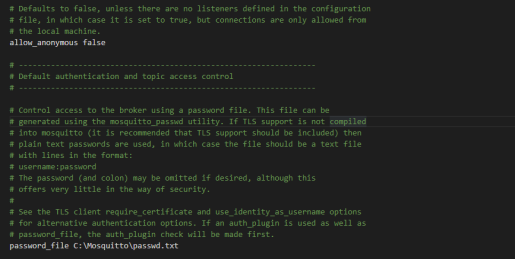 # Defaults to false, unless there are no listeners defined in the configuration
# file, in which case it is set to true, but connections are only allowed from
# the local machine.
allow_anonymous false
# -----------------------------------------------------------------
# Default authentication and topic access control
# -----------------------------------------------------------------
# Control access to the broker using a password file. This file can be
# generated using the mosquitto_passwd utility. If TLS support is not compiled
# into mosquitto (it is recommended that TLS support should be included) then
# plain text passwords are used, in which case the file should be a text file
# with lines in the format:
# username:password
# The password (and colon) may be omitted if desired, although this
# offers very little in the way of security.
#
# See the TLS client require_certificate and use_identity_as_username options
# for alternative authentication options. If an auth_plugin is used as well as
# password_file, the auth_plugin check will be made first.
password_file C:\Mosquitto\passwd.txt